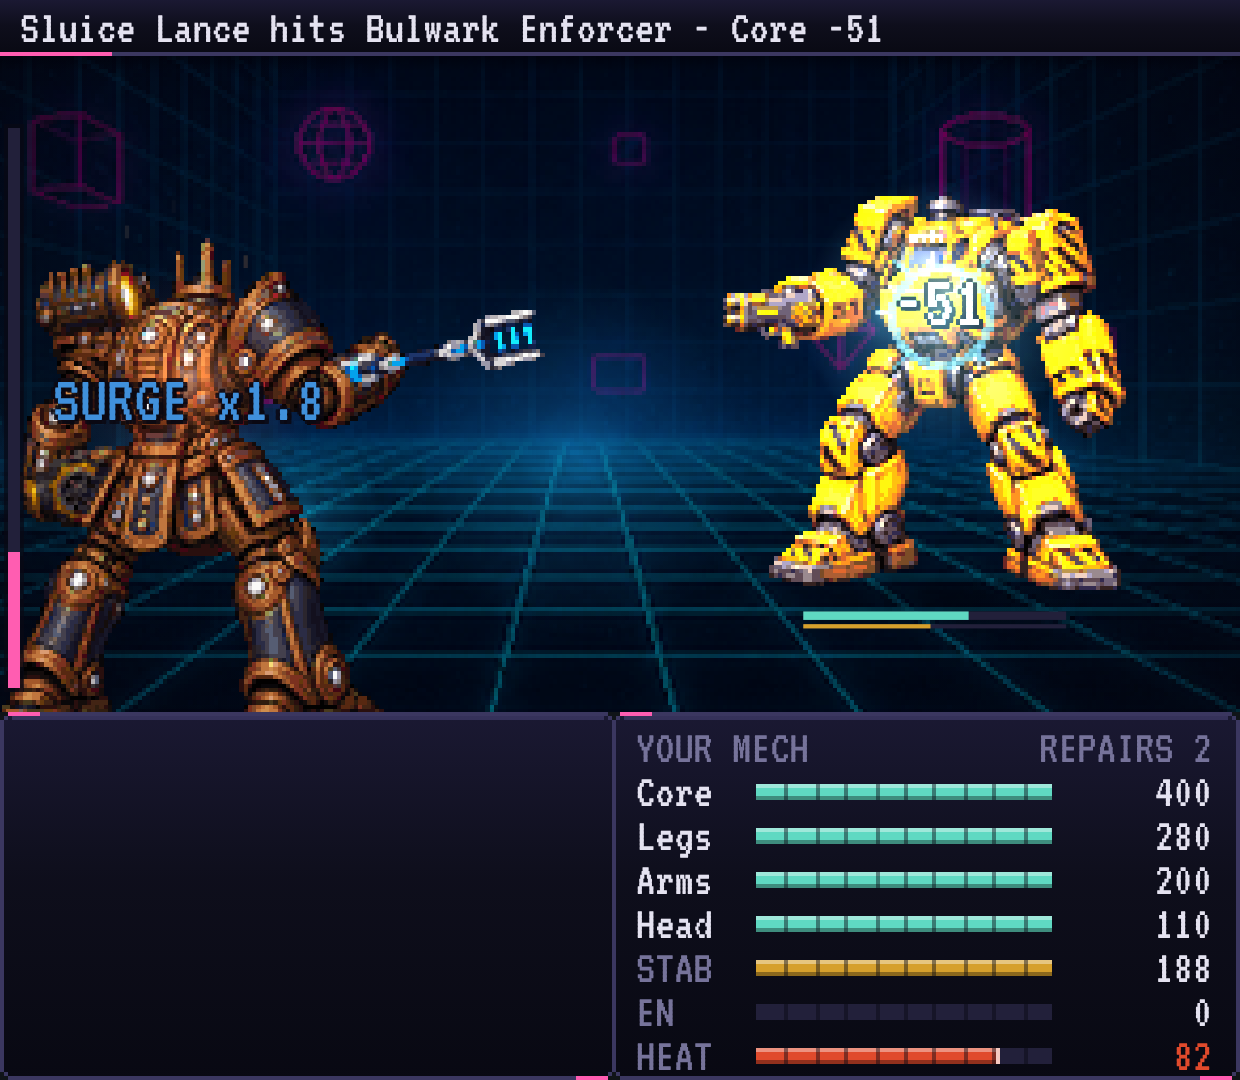 Sluice Lance hits Bulwark Enforcer - Core -51
-51
SURGE x1.8
YOUR MECH REPAIRS 2
Core 400
Legs 280
Arms 200
Head 110
STAB 188
EN 0
HEAT 82